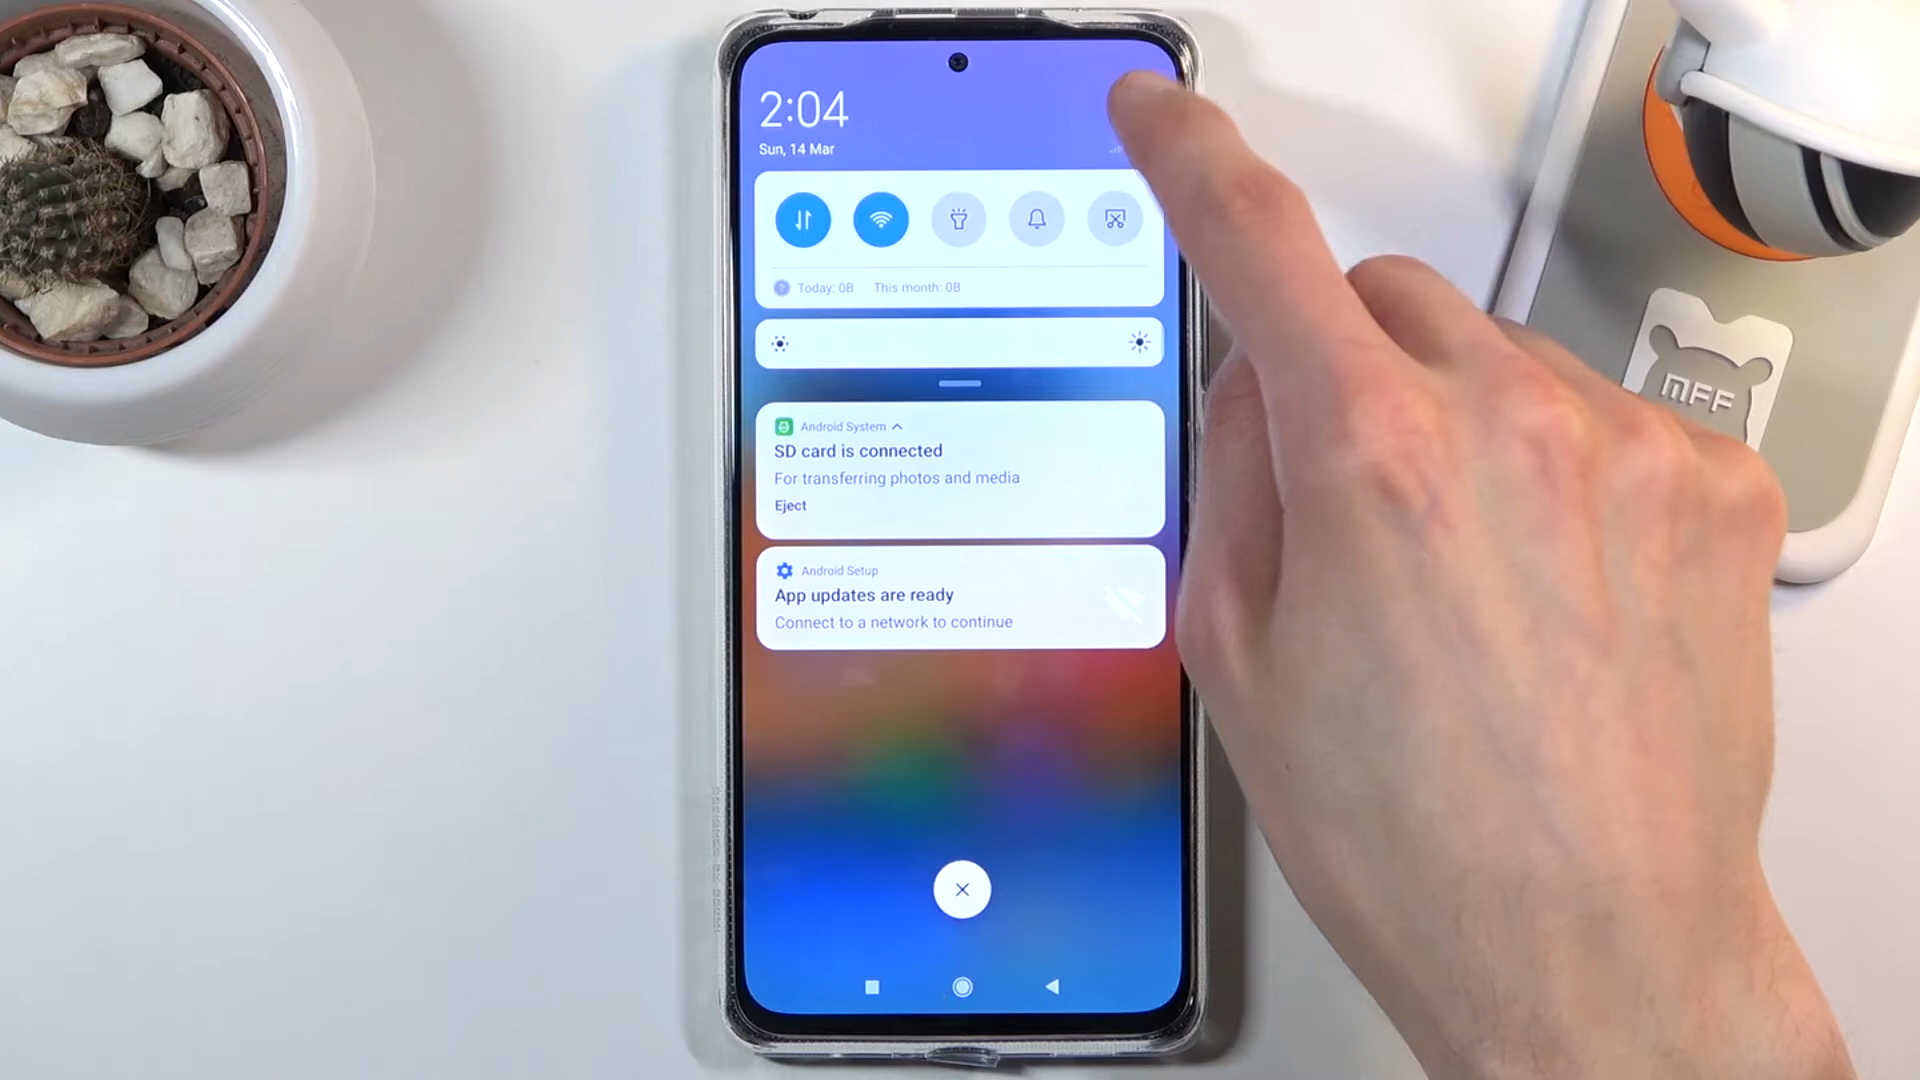 2:04
Sun, 14 Mar
Today: 0B This month: 0B
Android System
SD card is connected
For transferring photos and media
Eject
Android Setup
App updates are ready
Connect to a network to continue
MFF